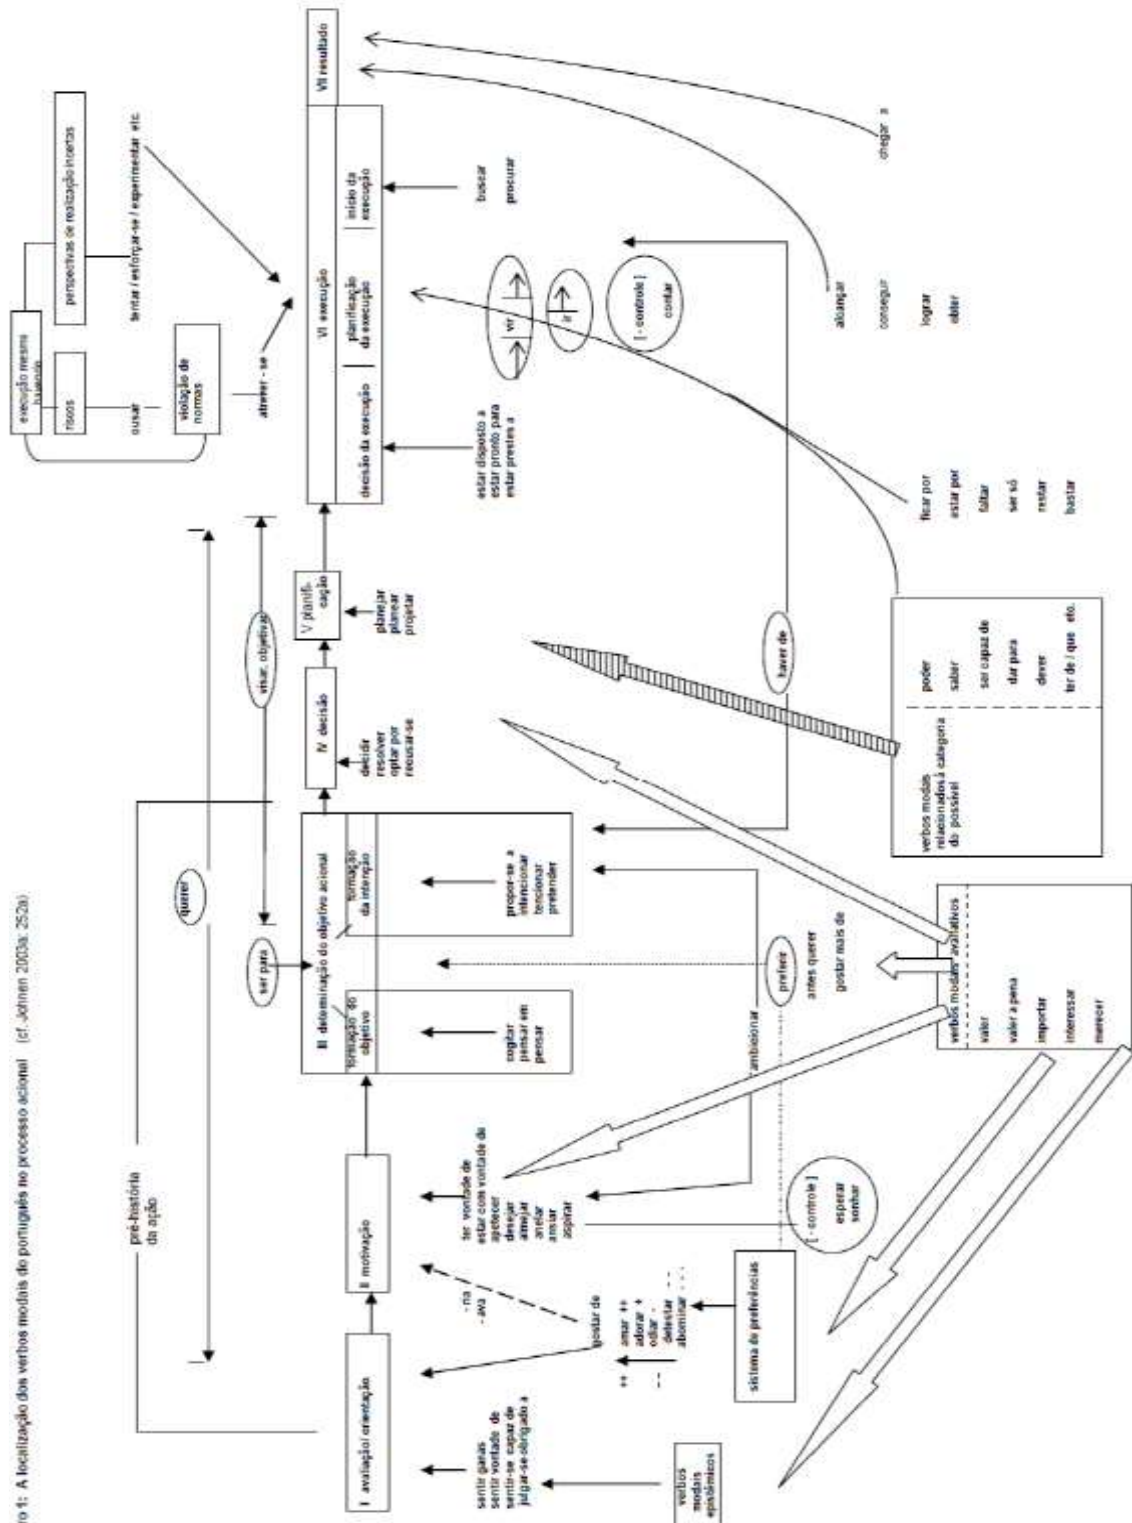 ro 1: A localização dos verbos modais do português no processo acional (cf. Johnen 2003a: 252a)
pré-história
da ação
querer
ser para
visar, objetivar
execução mesmo
havendo
riscos
perspectivas de realização incertas
ousar
tentar / esforçar-se / experimentar etc.
violação de
normas
atrever - se
I avaliação/ orientação
II motivação
III determinação do objetivo acional
formação do
objetivo
formação
da intenção
IV decisão
V planifi-
cação
VI execução
decisão da execução
planificação
da execução
início da
execução
VII resultado
sentir ganas
sentir vontade de
sentir-se capaz de
julgar-se obrigado a
verbos
modais
epistêmicos
- ria
- ava
gostar de
++
- -
amar ++
adorar +
odiar -
detestar - -
abominar - - -
sistema de preferências
ter vontade de
estar com vontade de
apetecer
desejar
almejar
anelar
ansiar
aspirar
[ - controle ]
esperar
sonhar
cogitar
pensar em
pensar
propor-se a
intencionar
tencionar
pretender
ambicionar
preferir
antes querer
gostar mais de
decidir
resolver
optar por
recusar-se
planejar
planear
projetar
haver de
estar disposto a
estar pronto para
estar prestes a
vir
ir
[ - controle ]
contar
buscar
procurar
verbos modais avaliativos
valer
valer a pena
importar
interessar
merecer
verbos modais
relacionados à categoria
do possível
poder
saber
ser capaz de
dar para
dever
ter de / que etc.
ficar por
estar por
faltar
ser só
restar
bastar
alcançar
conseguir
lograr
obter
chegar a